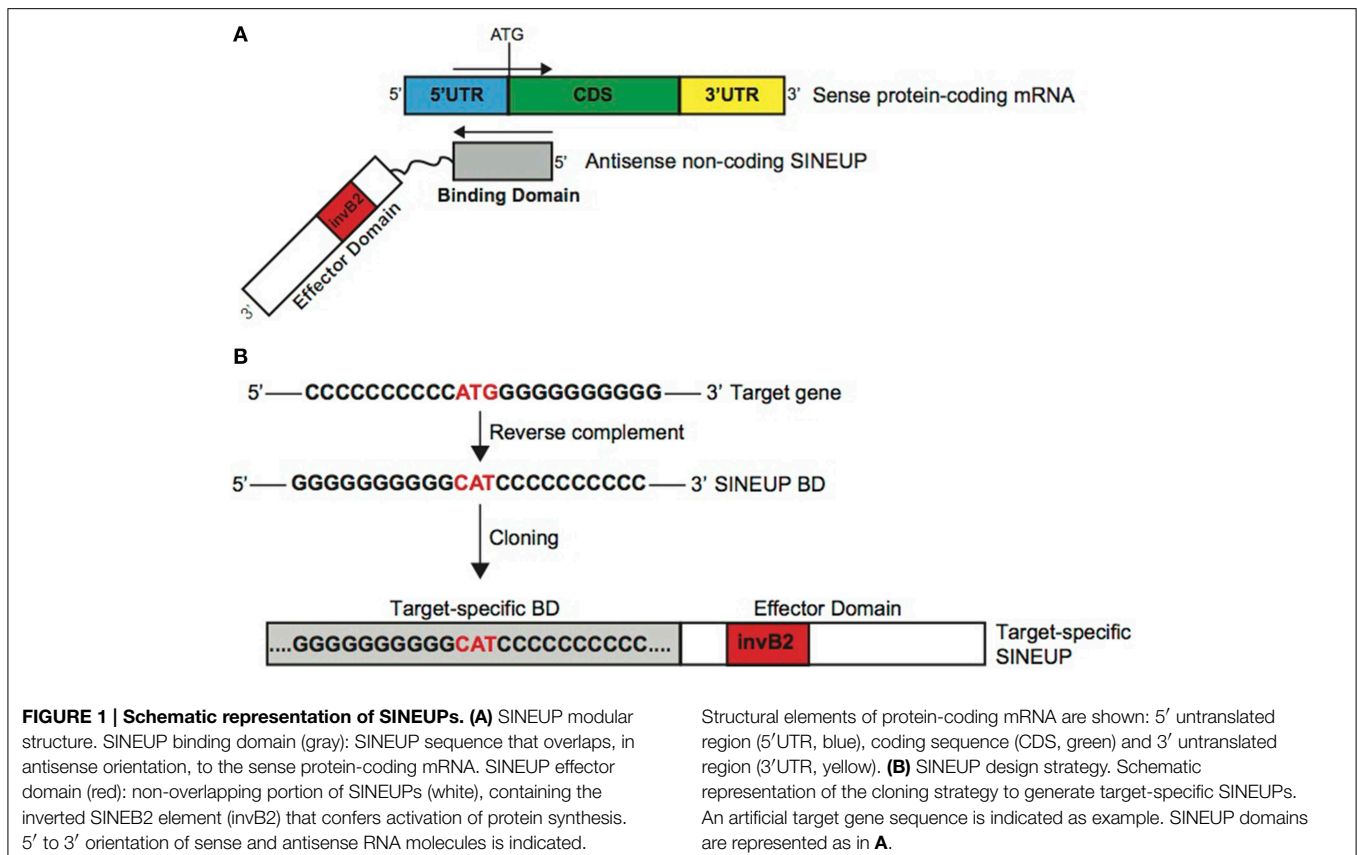 A
ATG
5' 5'UTR CDS 3'UTR 3' Sense protein-coding mRNA
5' Antisense non-coding SINEUP
Binding Domain
invB2
Effector Domain
3'
B
5' CCCCCCCCCCATGGGGGGGGGGG 3' Target gene
Reverse complement
5' GGGGGGGGGGCATCCCCCCCCCC 3' SINEUP BD
Cloning
Target-specific BD Effector Domain
....GGGGGGGGGGCATCCCCCCCCCC.... invB2 Target-specific
SINEUP
FIGURE 1 | Schematic representation of SINEUPs. (A) SINEUP modular
structure. SINEUP binding domain (gray): SINEUP sequence that overlaps, in
antisense orientation, to the sense protein-coding mRNA. SINEUP effector
domain (red): non-overlapping portion of SINEUPs (white), containing the
inverted SINEB2 element (invB2) that confers activation of protein synthesis.
5′ to 3′ orientation of sense and antisense RNA molecules is indicated.
Structural elements of protein-coding mRNA are shown: 5′ untranslated
region (5′UTR, blue), coding sequence (CDS, green) and 3′ untranslated
region (3′UTR, yellow). (B) SINEUP design strategy. Schematic
representation of the cloning strategy to generate target-specific SINEUPs.
An artificial target gene sequence is indicated as example. SINEUP domains
are represented as in A.